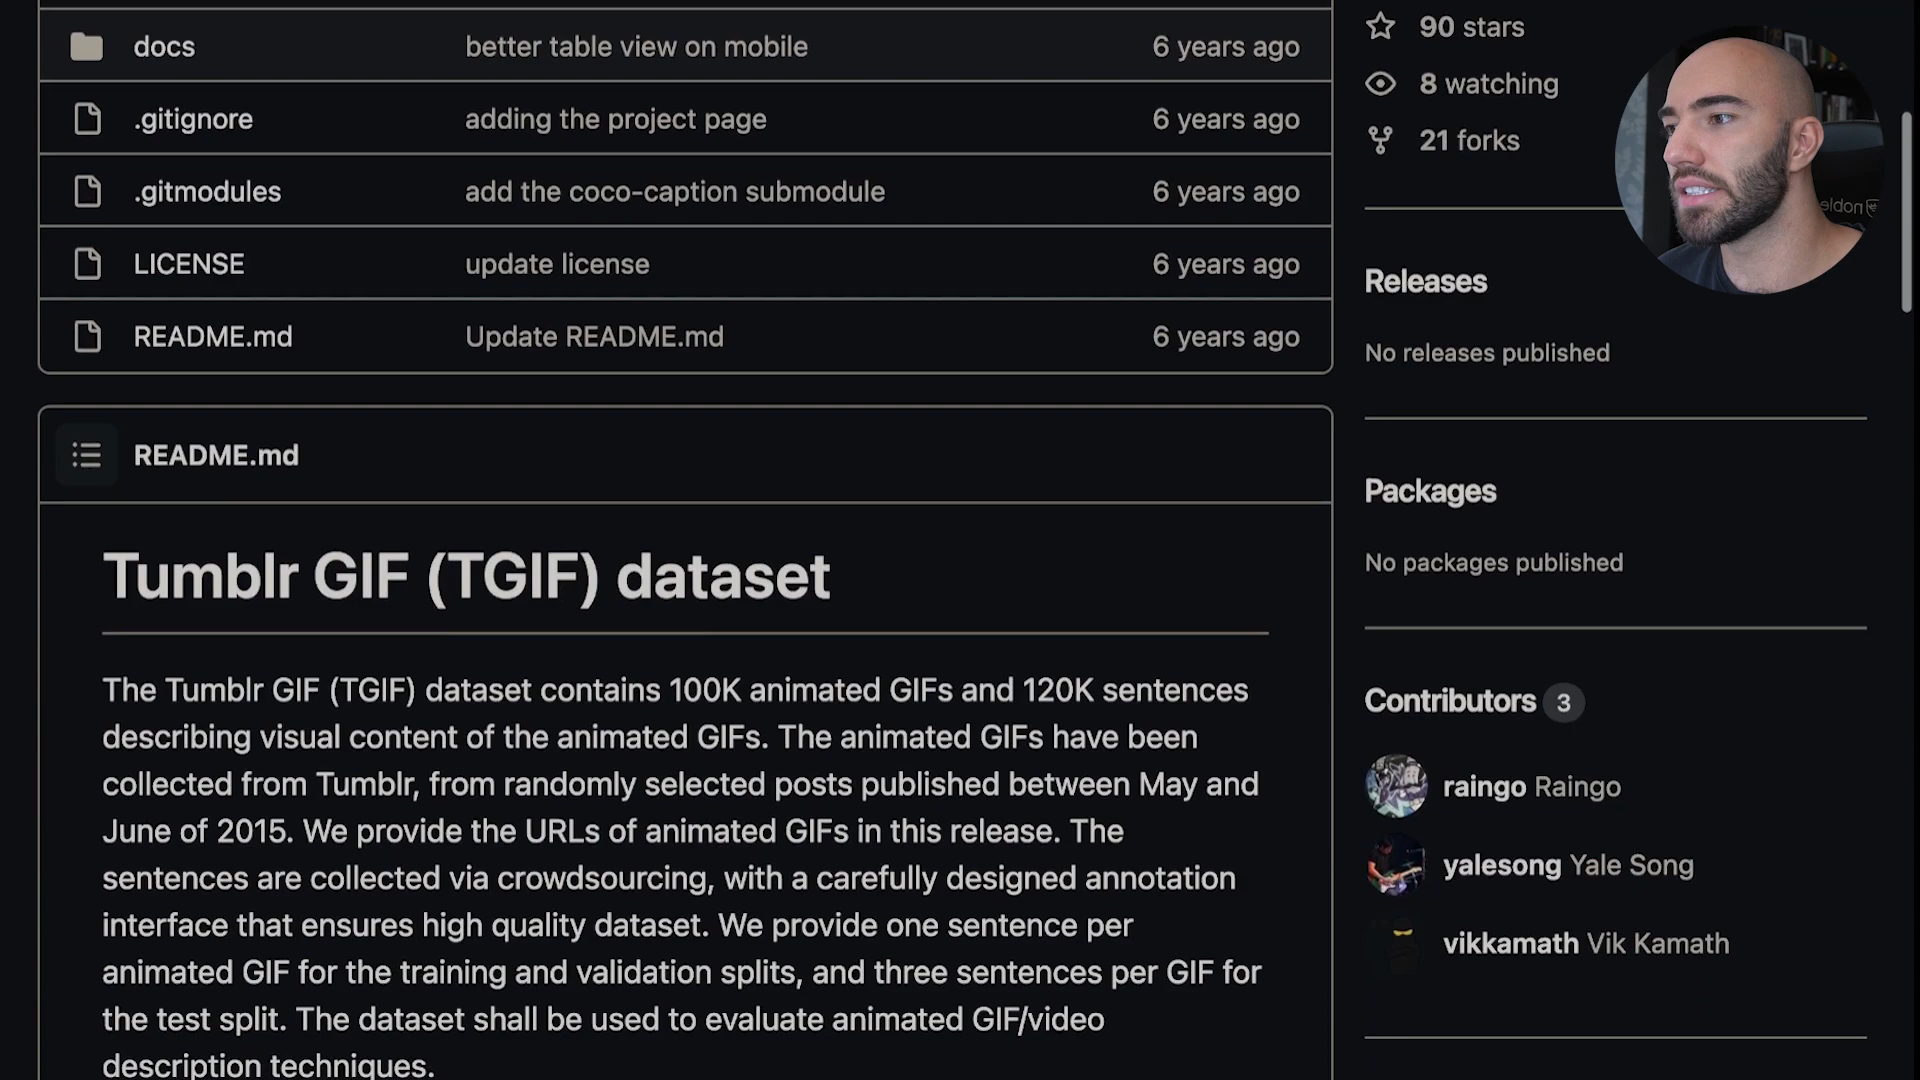 docs better table view on mobile 6 years ago
.gitignore adding the project page 6 years ago
.gitmodules add the coco-caption submodule 6 years ago
LICENSE update license 6 years ago
README.md Update README.md 6 years ago
README.md
Tumblr GIF (TGIF) dataset
The Tumblr GIF (TGIF) dataset contains 100K animated GIFs and 120K sentences
describing visual content of the animated GIFs. The animated GIFs have been
collected from Tumblr, from randomly selected posts published between May and
June of 2015. We provide the URLs of animated GIFs in this release. The
sentences are collected via crowdsourcing, with a carefully designed annotation
interface that ensures high quality dataset. We provide one sentence per
animated GIF for the training and validation splits, and three sentences per GIF for
the test split. The dataset shall be used to evaluate animated GIF/video
description techniques.
90 stars
8 watching
21 forks
noble
Releases
No releases published
Packages
No packages published
Contributors 3
raingo Raingo
yalesong Yale Song
vikkamath Vik Kamath